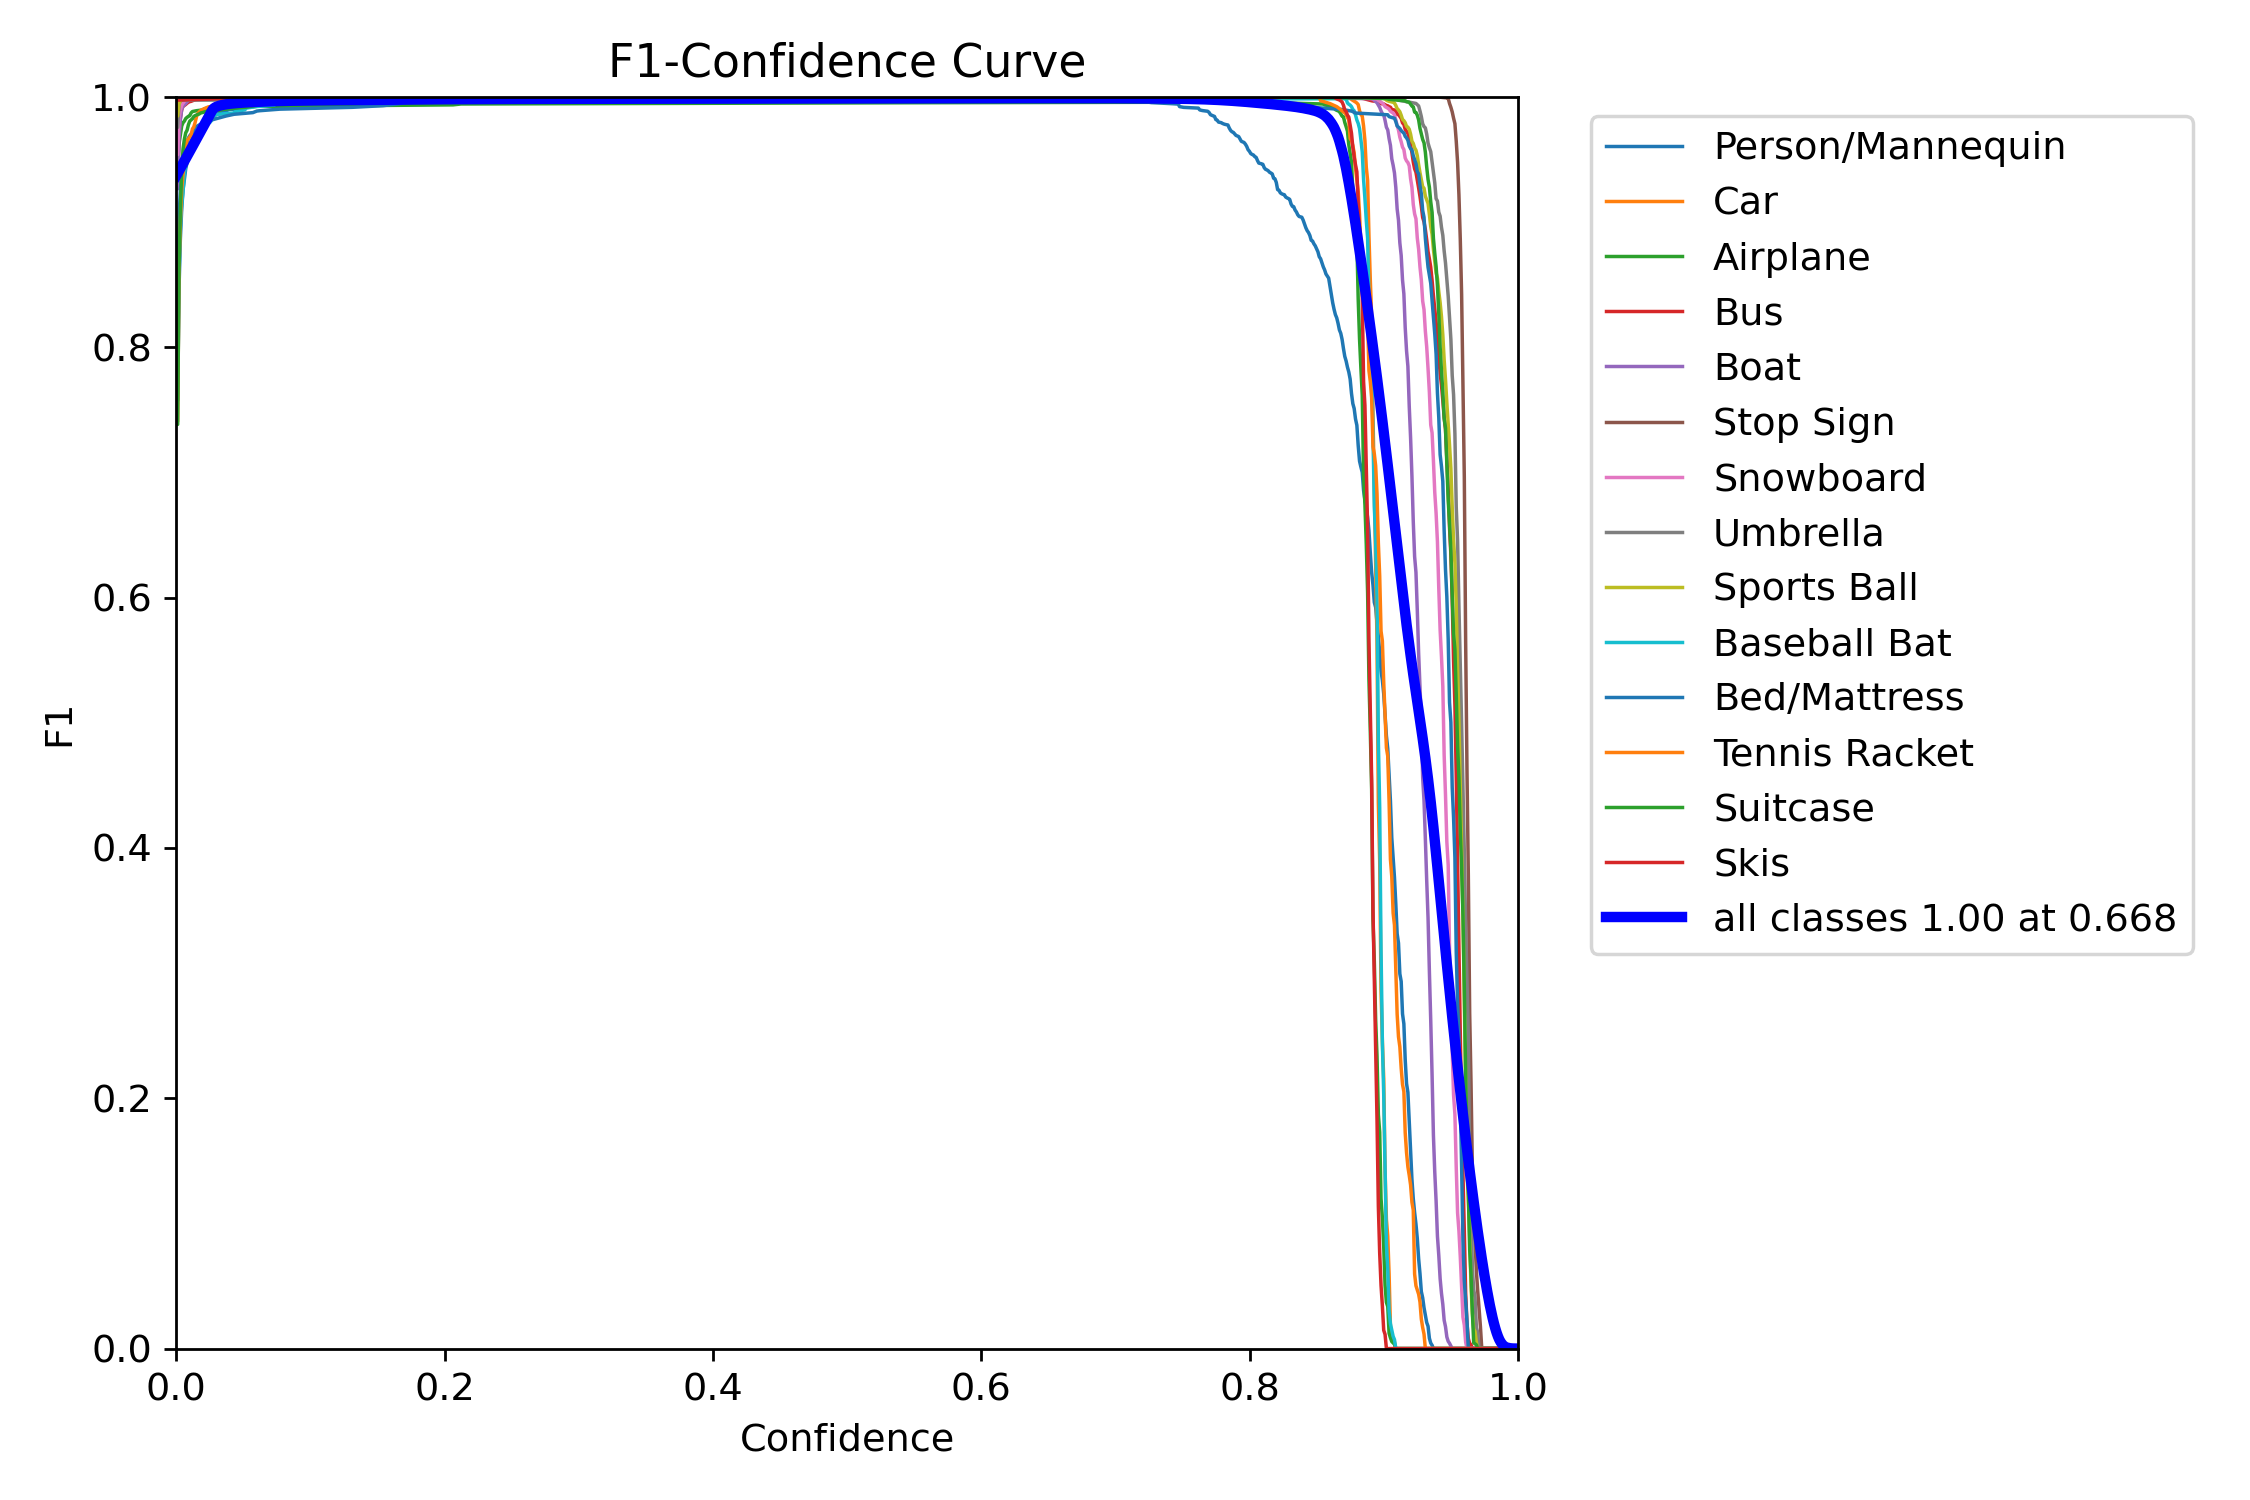 F1-Confidence Curve
1.0
0.8
0.6
0.4
0.2
0.0
F1
0.0 0.2 0.4 0.6 0.8 1.0
Confidence
Person/Mannequin
Car
Airplane
Bus
Boat
Stop Sign
Snowboard
Umbrella
Sports Ball
Baseball Bat
Bed/Mattress
Tennis Racket
Suitcase
Skis
all classes 1.00 at 0.668